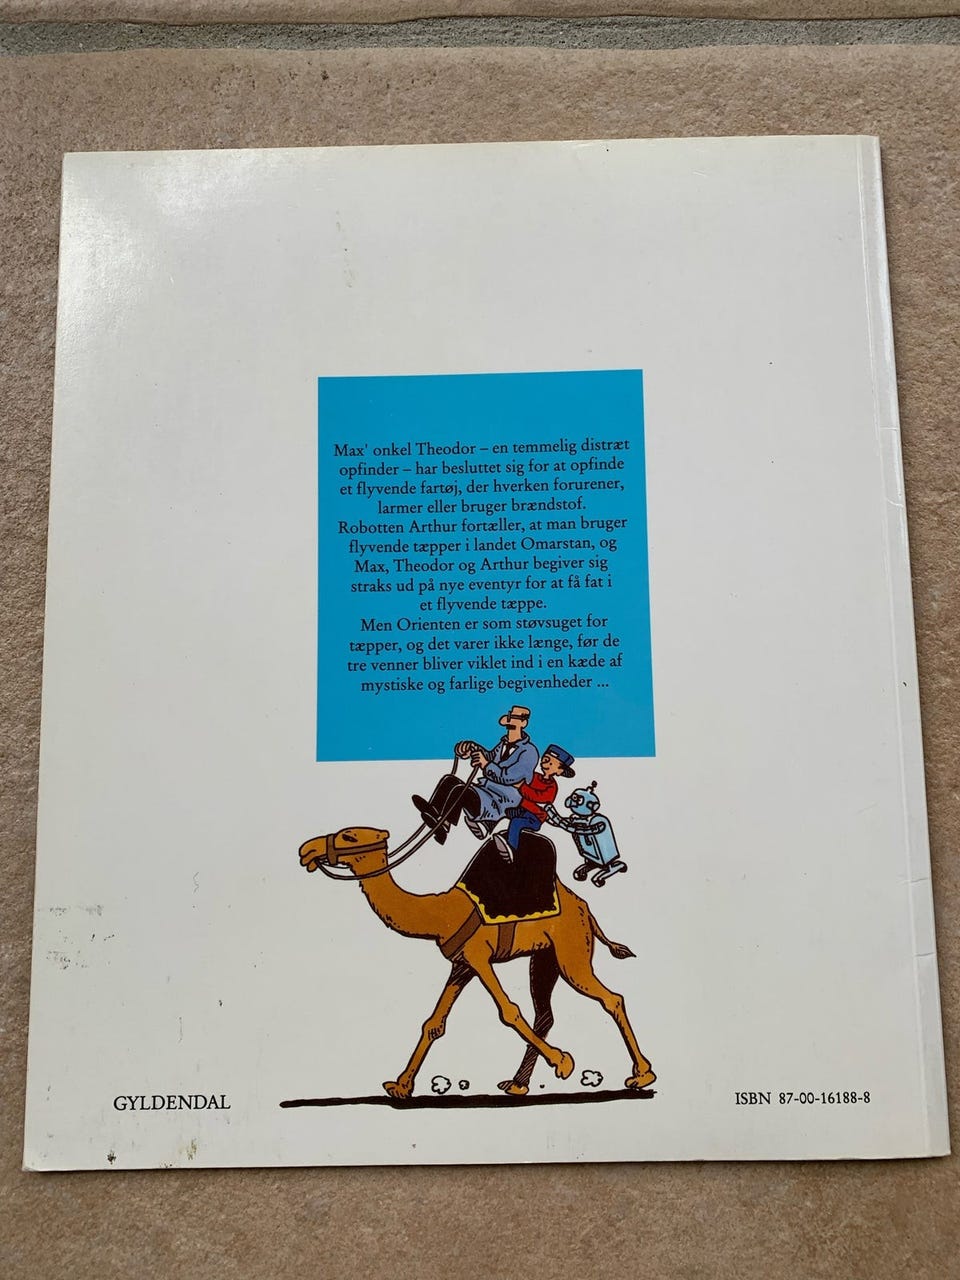 Max' onkel Theodor – en temmelig distræt
opfinder – har besluttet sig for at opfinde
et flyvende fartøj, der hverken forurener,
larmer eller bruger brændstof.
Robotten Arthur fortæller, at man bruger
flyvende tæpper i landet Omarstan, og
Max, Theodor og Arthur begiver sig
straks ud på nye eventyr for at få fat i
et flyvende tæppe.
Men Orienten er som støvsuget for
tæpper, og det varer ikke længe, før de
tre venner bliver viklet ind i en kæde af
mystiske og farlige begivenheder ...
GYLDENDAL
ISBN 87-00-16188-8